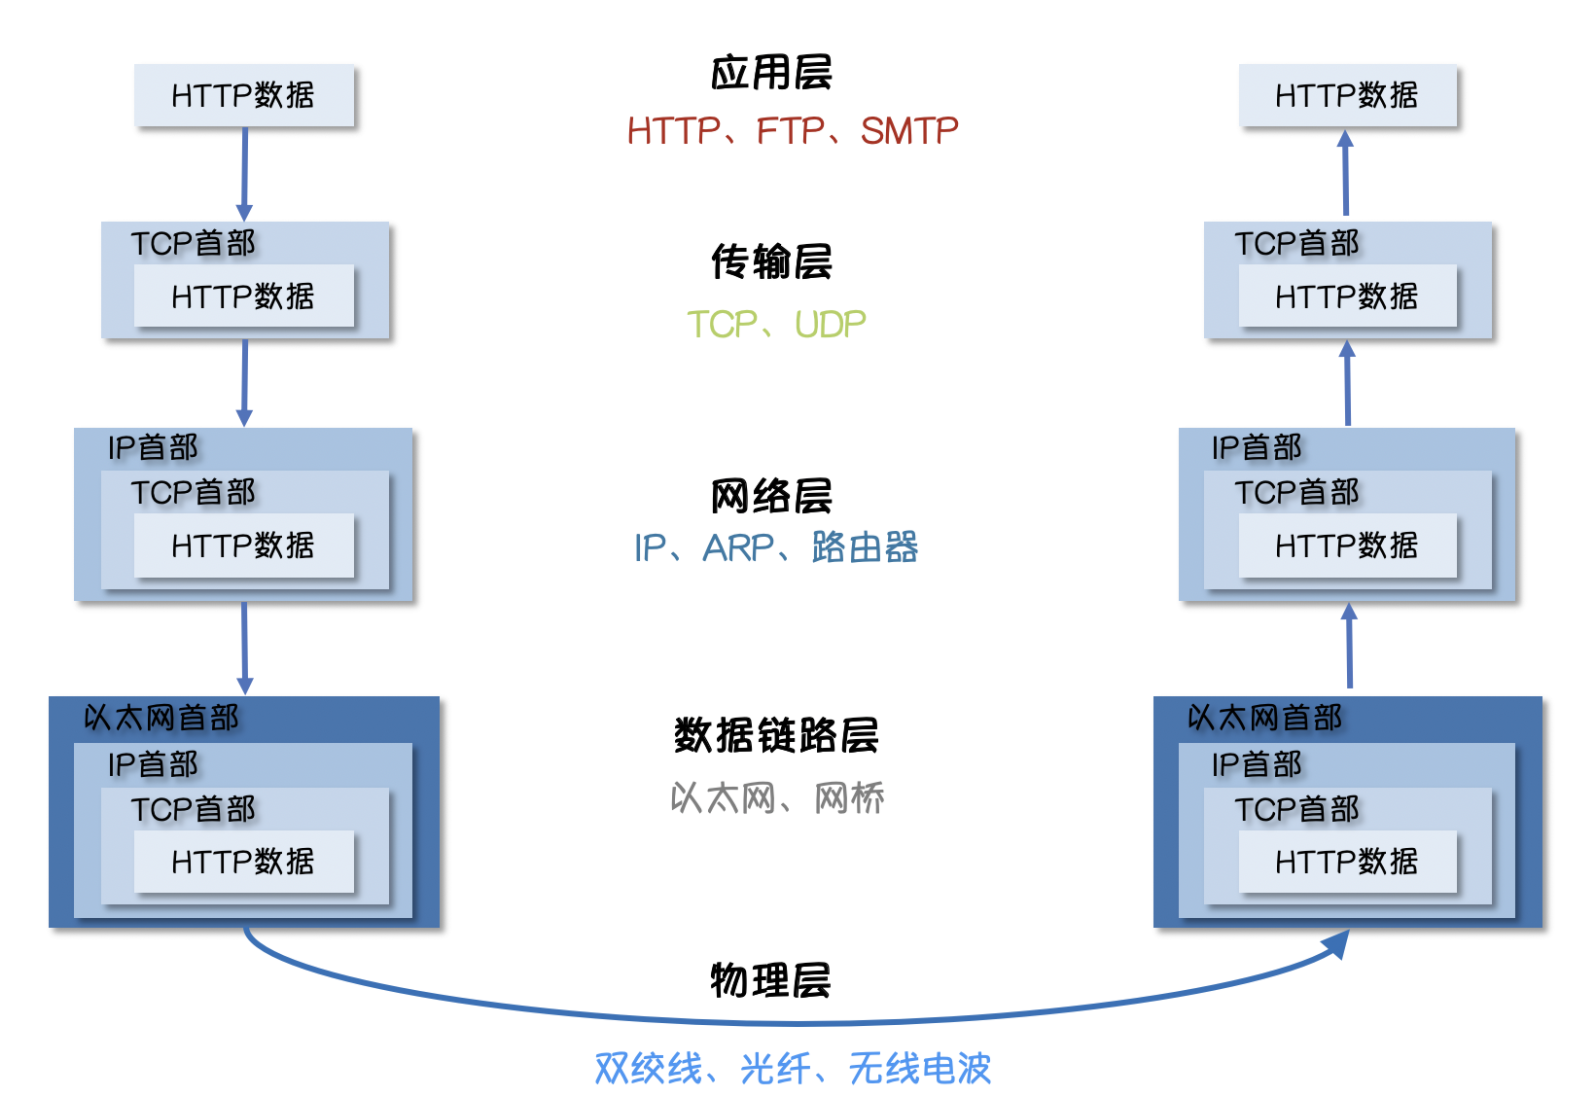 HTTP数据
应用层
HTTP、FTP、SMTP
HTTP数据
TCP首部
HTTP数据
传输层
TCP、UDP
TCP首部
HTTP数据
IP首部
TCP首部
HTTP数据
网络层
IP、ARP、路由器
IP首部
TCP首部
HTTP数据
以太网首部
IP首部
TCP首部
HTTP数据
数据链路层
以太网、网桥
以太网首部
IP首部
TCP首部
HTTP数据
物理层
双绞线、光纤、无线电波